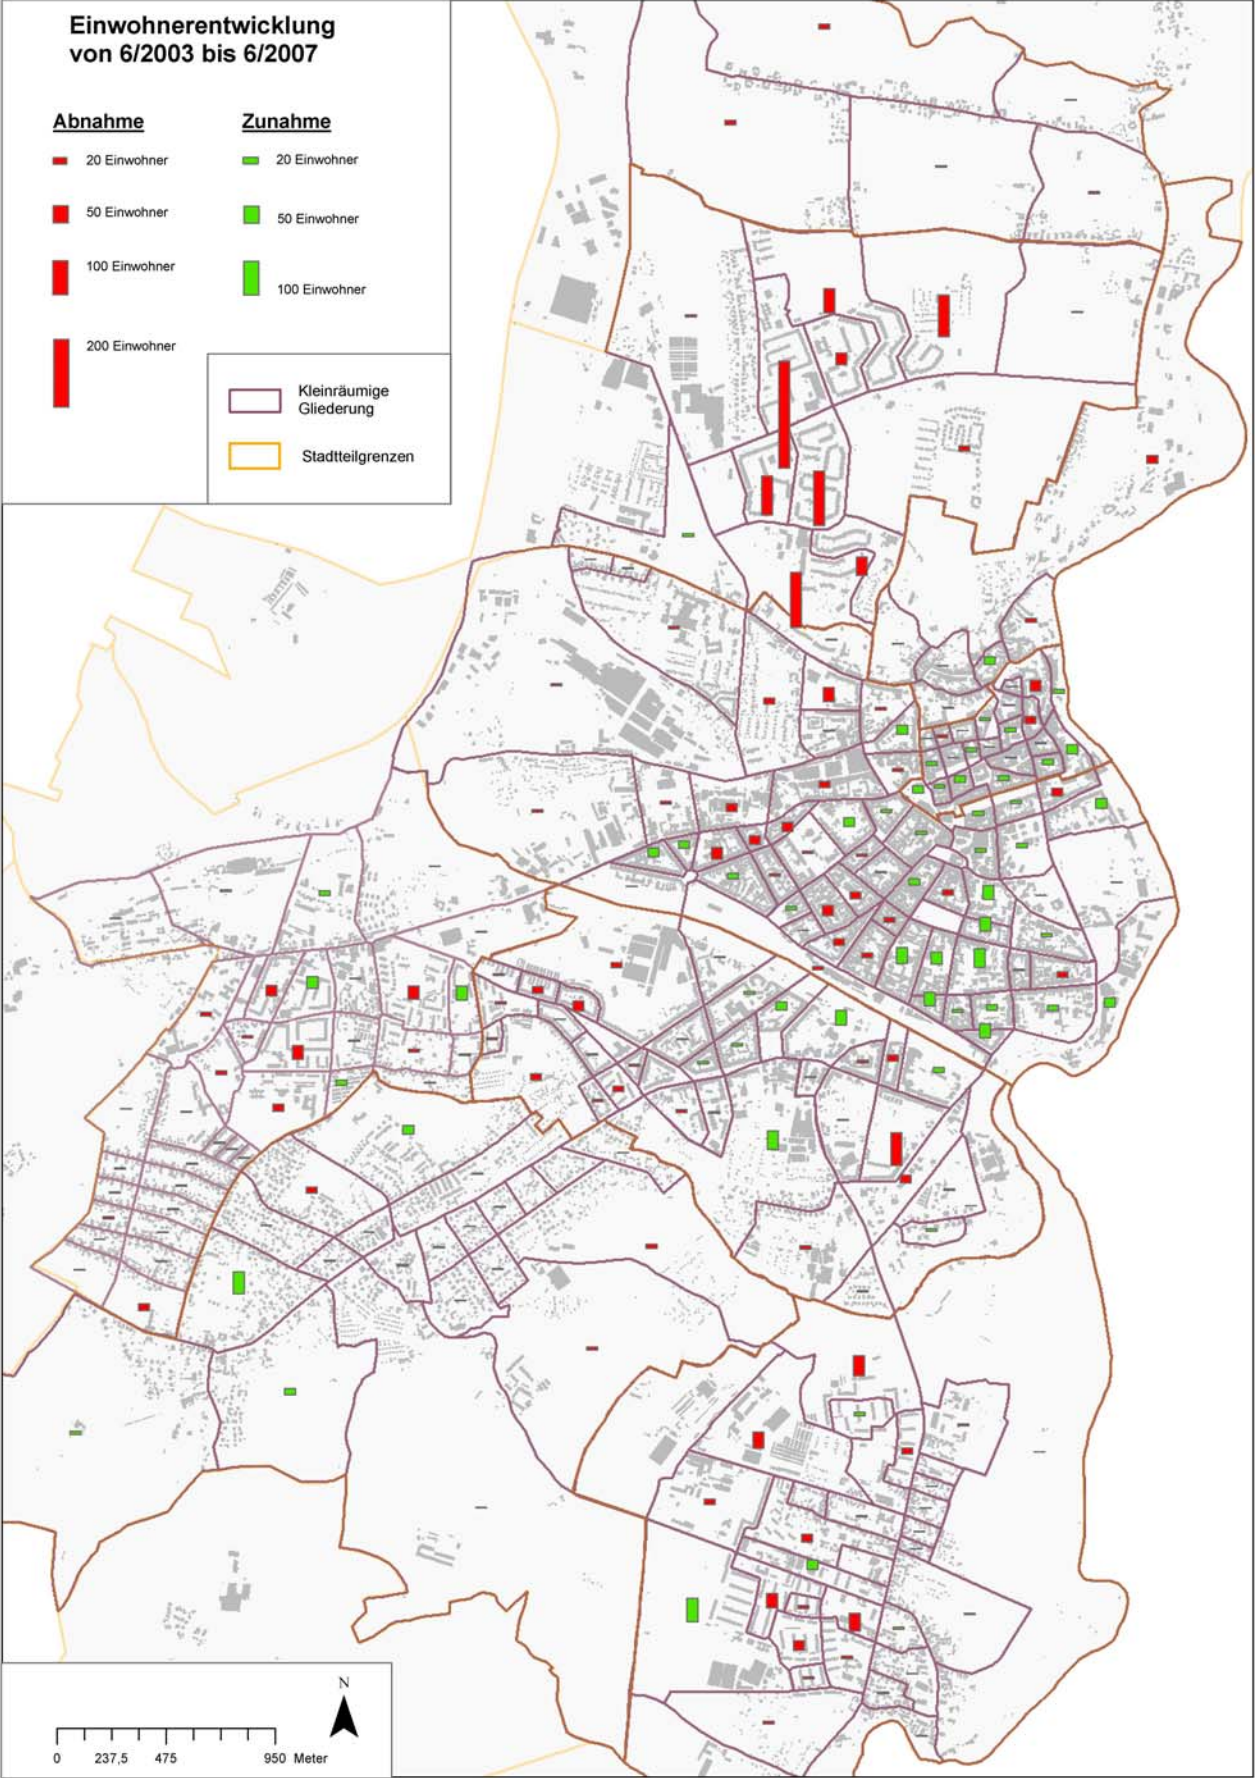 Einwohnerentwicklung
von 6/2003 bis 6/2007
Abnahme
Zunahme
20 Einwohner
20 Einwohner
50 Einwohner
50 Einwohner
100 Einwohner
100 Einwohner
200 Einwohner
Kleinräumige
Gliederung
Stadtteilgrenzen
N
0 237,5 475 950 Meter